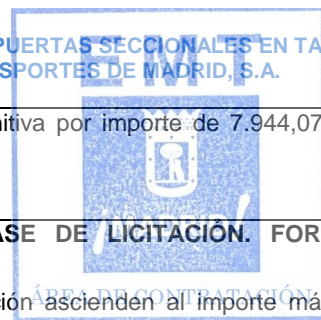 PUERTAS SECCIONALES EN TA
SPORTES DE MADRID, S.A.
EMT
nitiva por importe de 7.944,07
¡MADRID!
ASE DE LICITACIÓN. FOR
ción ascienden al importe má
ÁREA DE CONTRATACIÓN